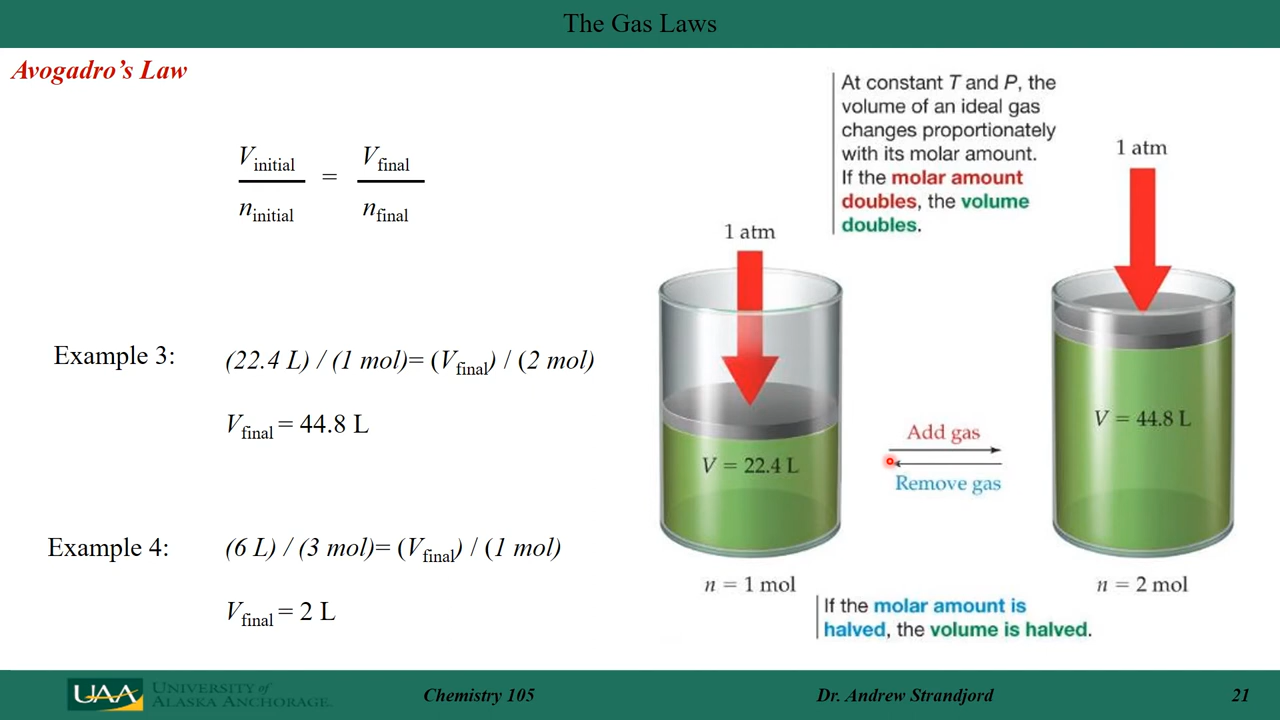 The Gas Laws
Avogadro's Law
V initial / n initial = V final / n final
At constant T and P, the
volume of an ideal gas
changes proportionately
with its molar amount.
If the molar amount
doubles, the volume
doubles.
1 atm
1 atm
Example 3:
(22.4 L) / (1 mol)= (Vfinal) / (2 mol)
Vfinal = 44.8 L
V = 22.4 L
Add gas
Remove gas
V = 44.8 L
Example 4:
(6 L) / (3 mol)= (Vfinal) / (1 mol)
Vfinal = 2 L
n = 1 mol
n = 2 mol
If the molar amount is
halved, the volume is halved.
UAA
UNIVERSITY of
ALASKA ANCHORAGE.
Chemistry 105
Dr. Andrew Strandjord
21